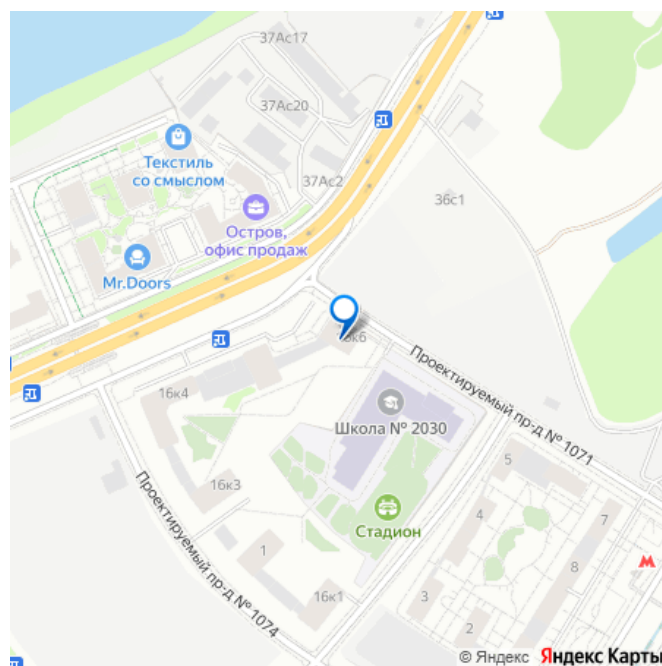 37Ас17
37Ас20
Текстиль
со смыслом
37Ас2
36с1
Остров,
офис продаж
Mr.Doors
16к4
Школа № 2030
Проектируемый пр-д № 1071
16к3
Стадион
5
4
7
1
8
16к1
3
2
Проектируемый пр-д № 1074
© Яндекс Яндекс Карты